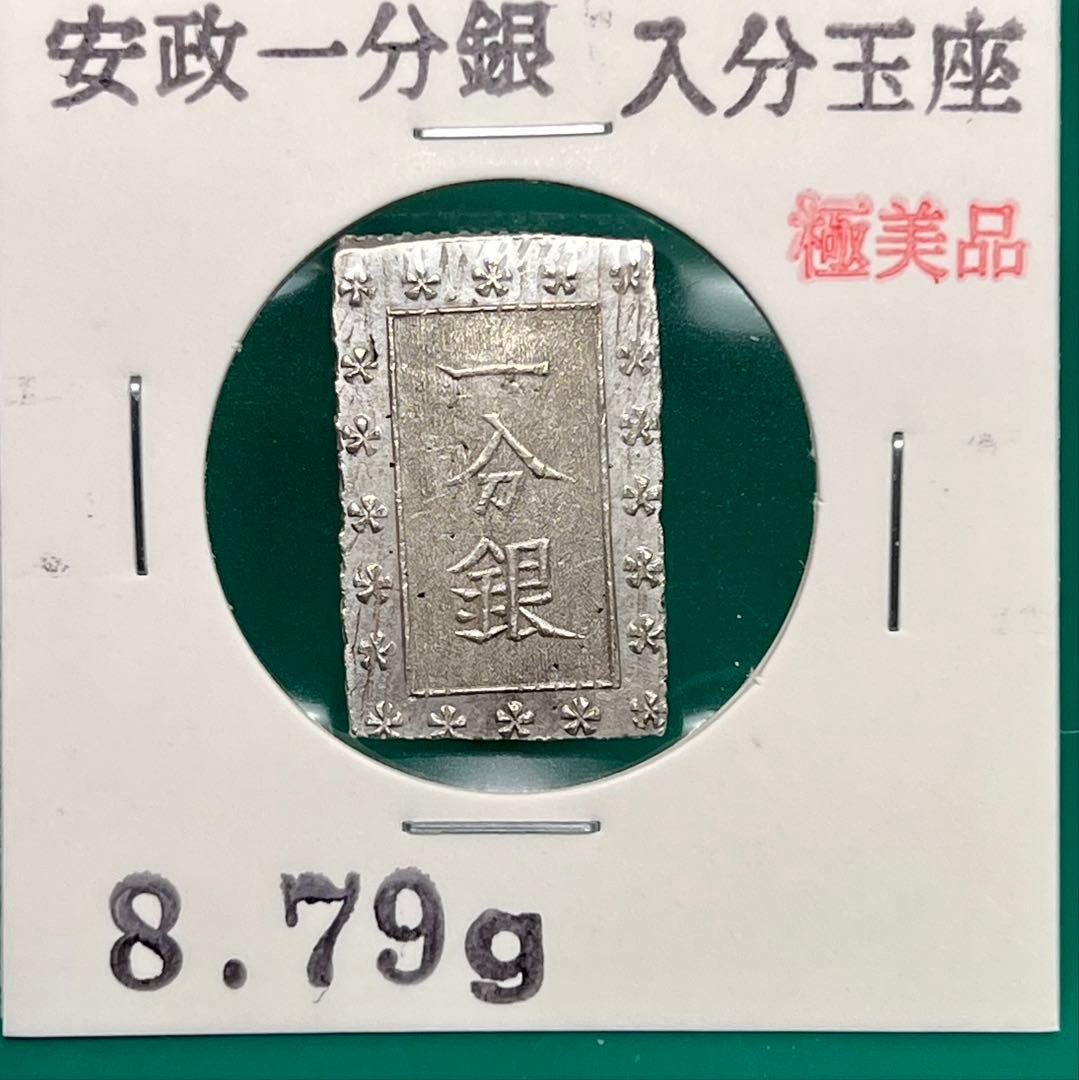 安政一分銀 入分玉座
極美品
一
分
銀
8.79g